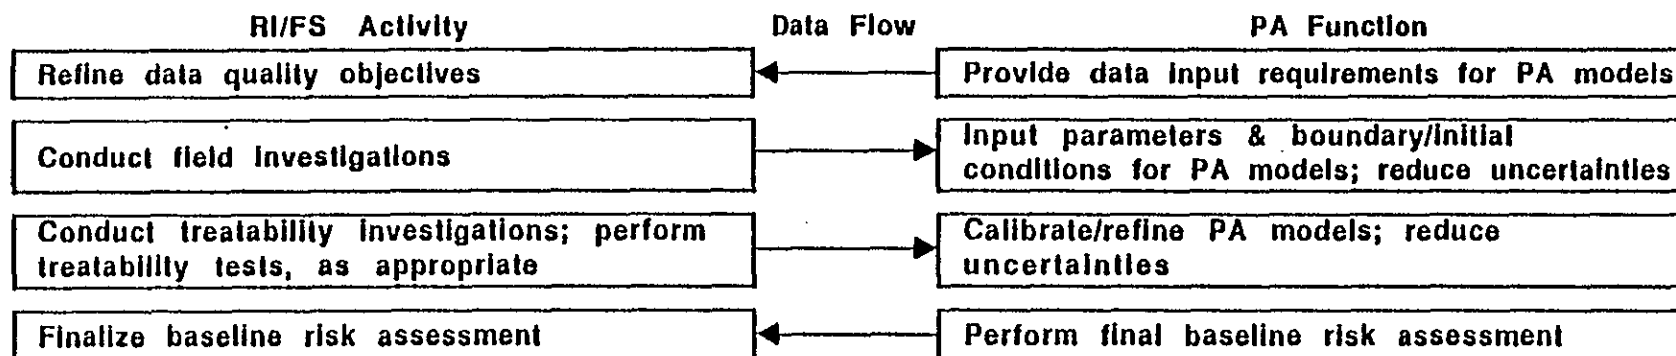 RI/FS Activity Data Flow PA Function
Refine data quality objectives
Provide data input requirements for PA models
Conduct field investigations
Input parameters & boundary/initial
conditions for PA models; reduce uncertainties
Conduct treatability investigations; perform
treatability tests, as appropriate
Calibrate/refine PA models; reduce
uncertainties
Finalize baseline risk assessment
Perform final baseline risk assessment